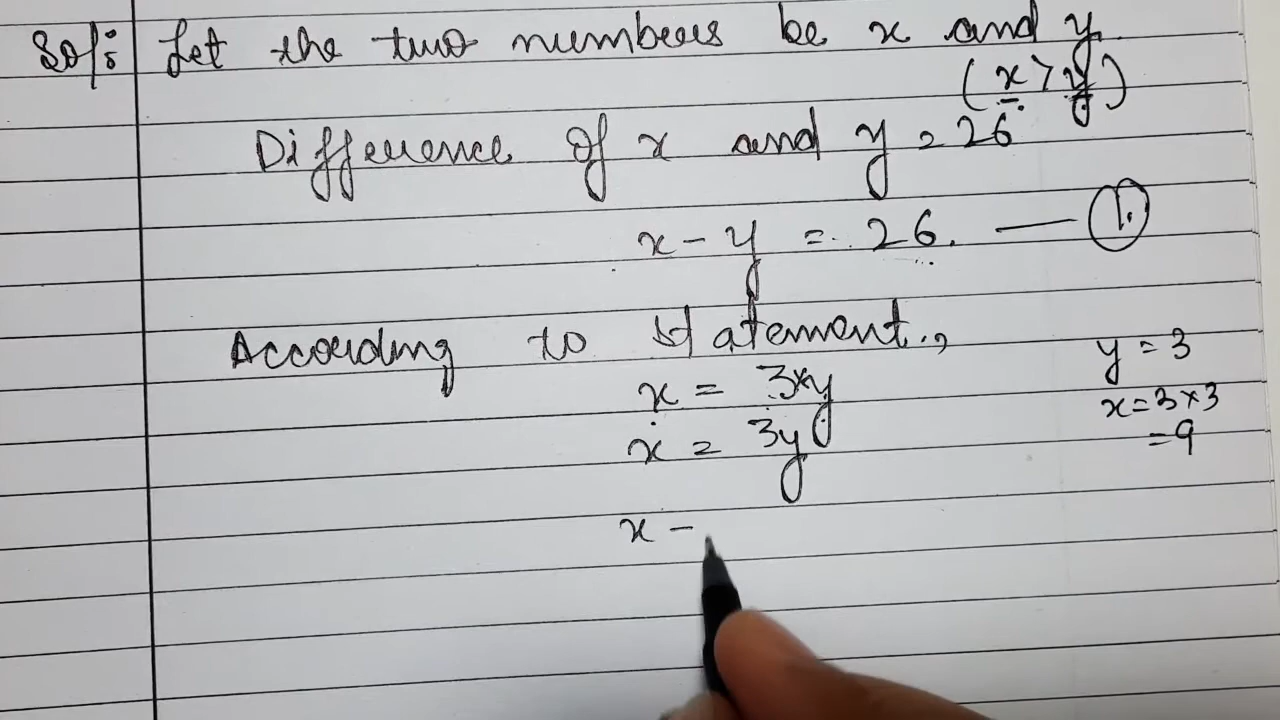 Sol: Let the two numbers be x and y
(x > y)
Difference of x and y = 26
x - y = 26. — 1.
According to statement.,
x = 3×y
x = 3y
x -
y = 3
x = 3×3
= 9